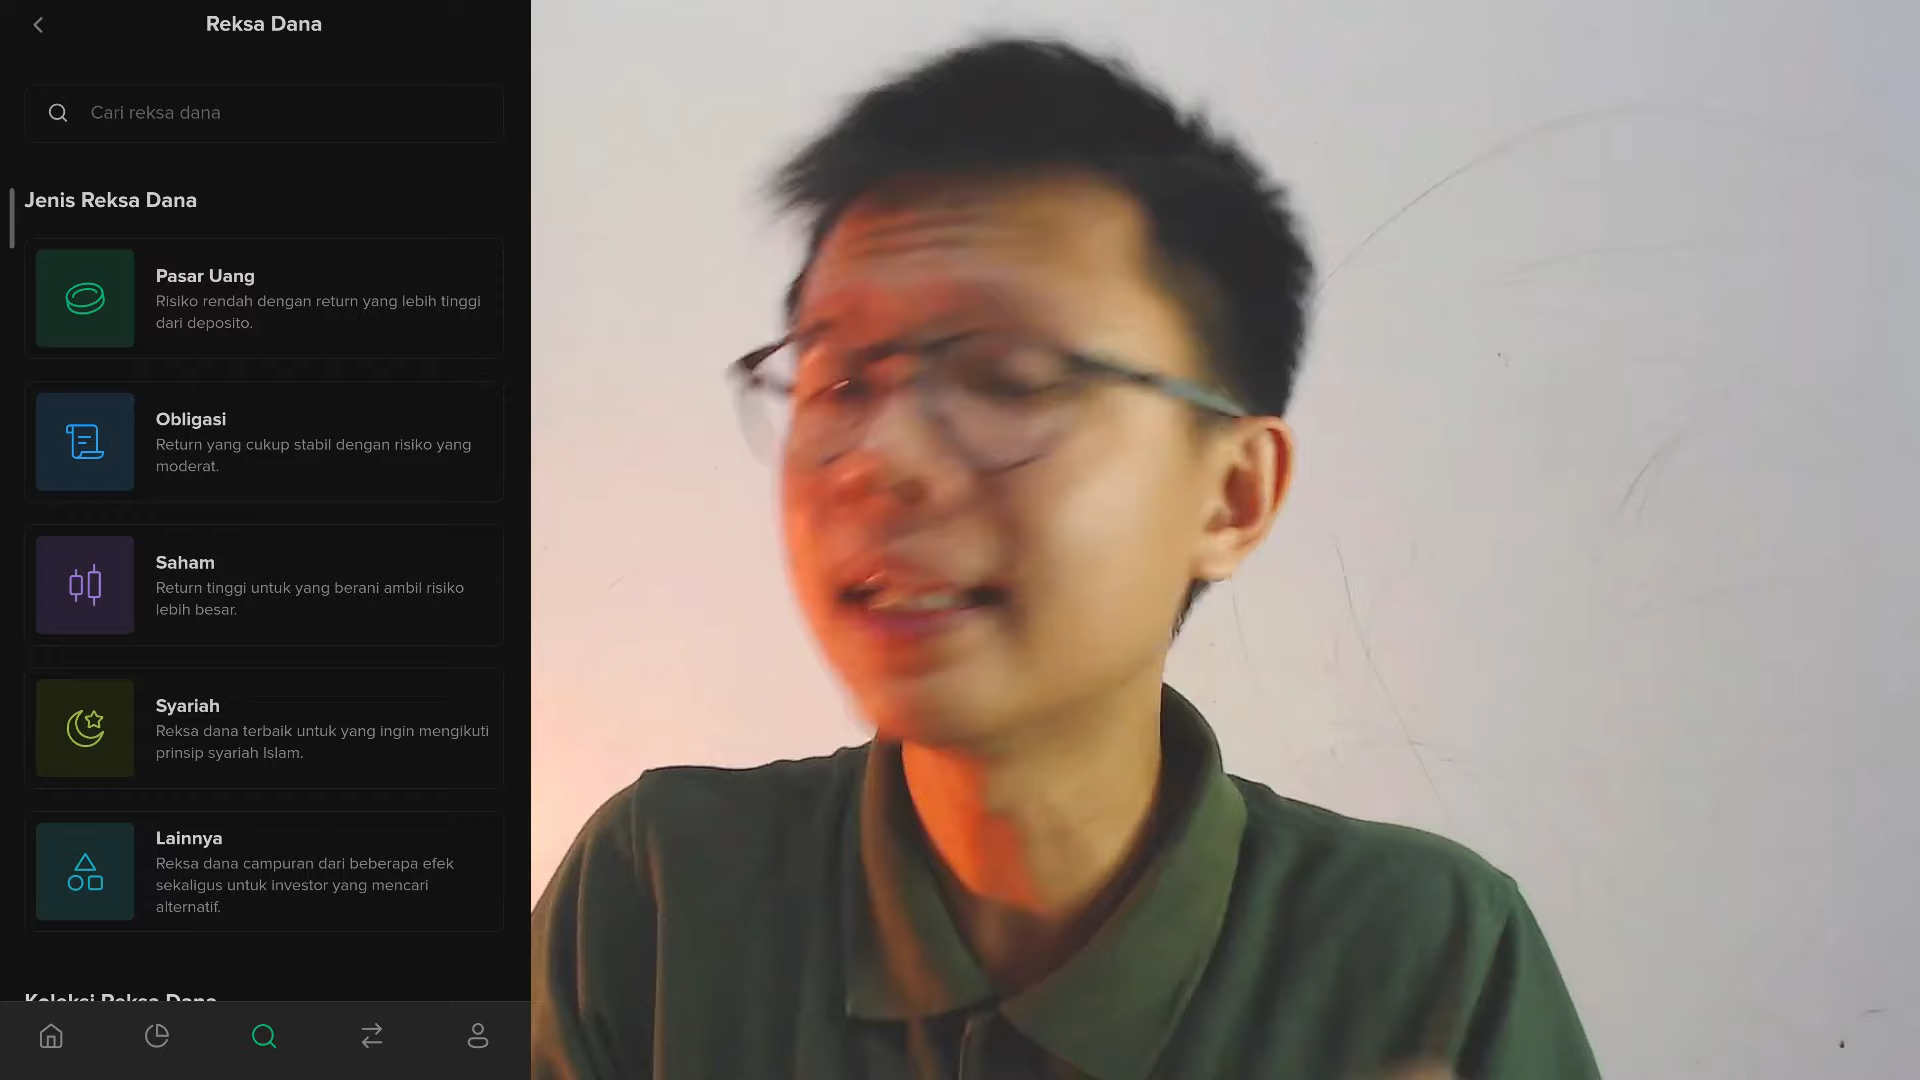 Reksa Dana
Cari reksa dana
Jenis Reksa Dana
Pasar Uang
Risiko rendah dengan return yang lebih tinggi
dari deposito.
Obligasi
Return yang cukup stabil dengan risiko yang
moderat.
Saham
Return tinggi untuk yang berani ambil risiko
lebih besar.
Syariah
Reksa dana terbaik untuk yang ingin mengikuti
prinsip syariah Islam.
Lainnya
Reksa dana campuran dari beberapa efek
sekaligus untuk investor yang mencari
alternatif.
Koleksi Reksa Dana